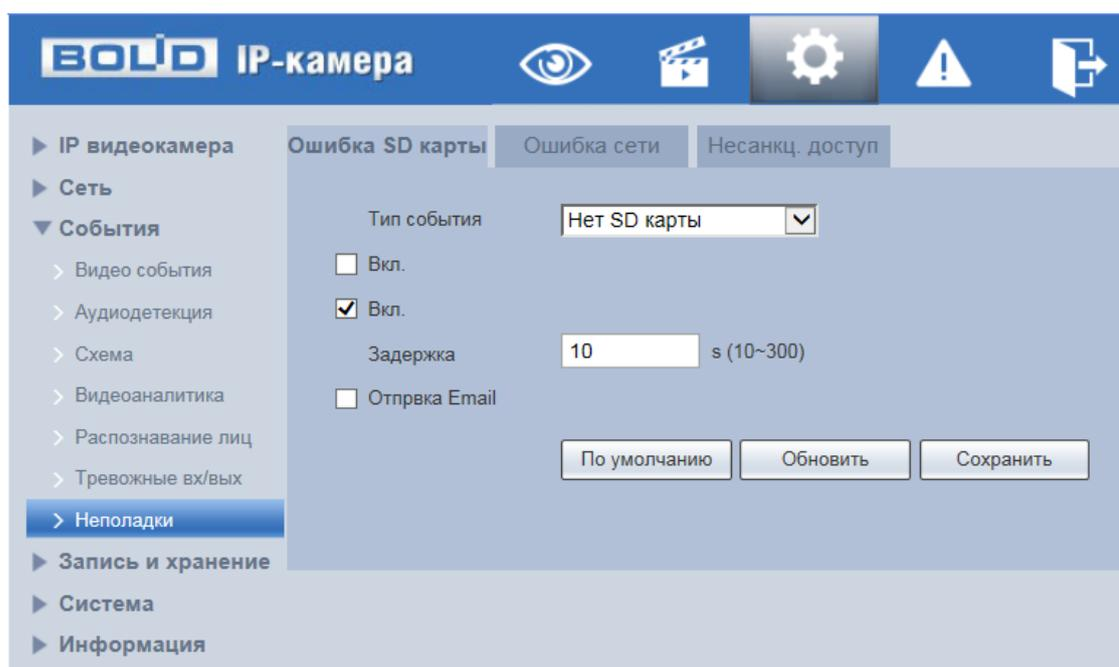 BOLID IP-камера
IP видеокамера
Сеть
События
Видео события
Аудиодетекция
Схема
Видеоаналитика
Распознавание лиц
Тревожные вх/вых
Неполадки
Запись и хранение
Система
Информация
Ошибка SD карты Ошибка сети Несанкц. доступ
Тип события Нет SD карты
Вкл.
Вкл.
Задержка 10 s (10~300)
Отпрвка Email
По умолчанию Обновить Сохранить